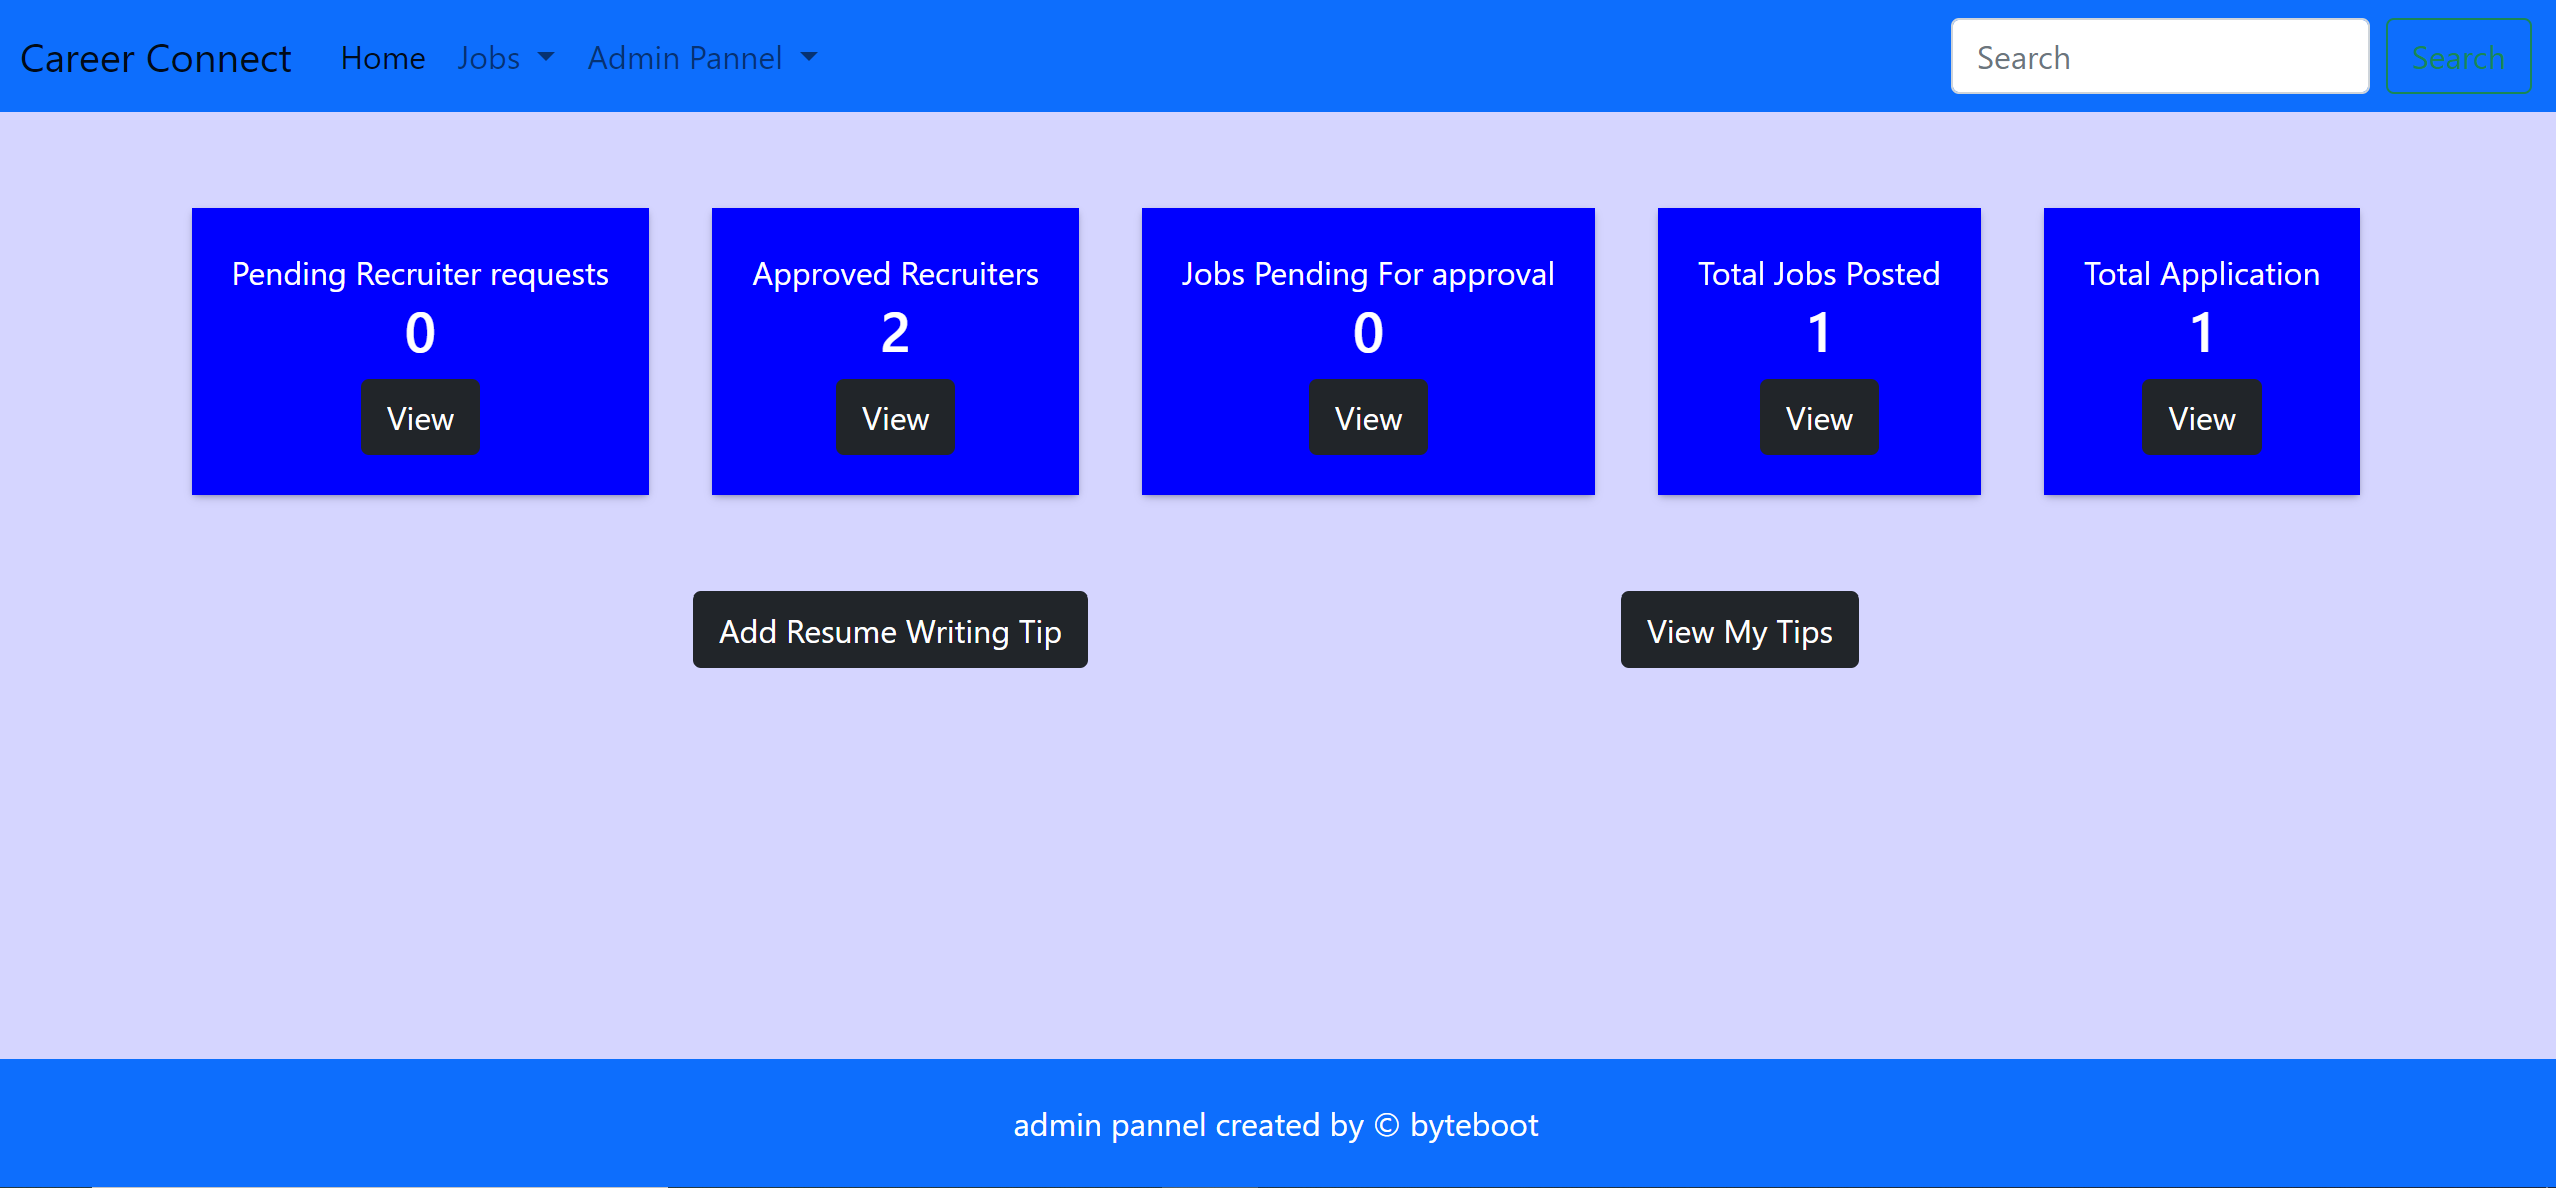 Career Connect Home Jobs Admin Pannel Search Search
Pending Recruiter requests
0
View
Approved Recruiters
2
View
Jobs Pending For approval
0
View
Total Jobs Posted
1
View
Total Application
1
View
Add Resume Writing Tip View My Tips
admin pannel created by © byteboot